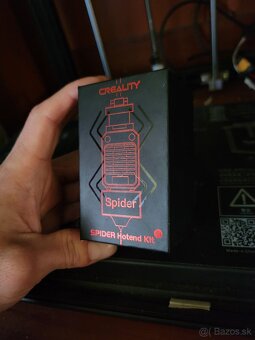 CREALITY
Spider
SPIDER Hotend Kit
Bazos.sk